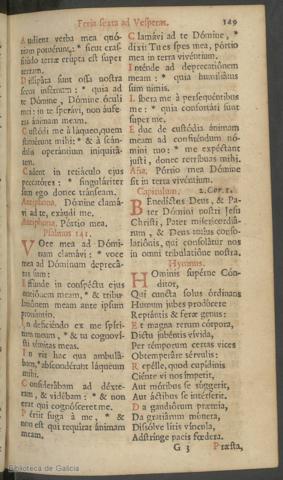 Feria sexta ad Vesperas. 149
Audient verba mea quó-
niam potuérunt: * sicut cras-
situdo terræ erupta est super
terram.
Dissipáta sunt ossa nostra
secus inférnum: * quia ad
te Dómine, Dómine óculi
mei: in te sperávi, non áufe-
ras ánimam meam.
Custódi me à láqueo, quem
statuérunt mihi: * & à scán-
dalis operántium iniquitá-
tem.
Cadent in retiáculo ejus
peccatóres: * singuláriter
sum ego donec tránseam.
Antiphona. Dómine clamá-
vi ad te, exáudi me.
Antiphona. Pórtio mea.
Psalmus 141.
Voce mea ad Dómi-
num clamávi: * voce
mea ad Dóminum deprecá-
tus sum:
Effúndo in conspéctu ejus
oratiónem meam, * & tribu-
latiónem meam ante ipsum
pronúntio.
In deficiéndo ex me spíri-
tum meum, * & tu cognoví-
sti sémitas meas.
In via hac qua ambulá-
bam, * abscondérunt láqueum
mihi.
Considerábam ad déxte-
ram, & vidébam: * & non
erat qui cognósceret me.
Périit fuga à me, * &
non est qui requírat ánimam
meam.
Clamávi ad te Dómine, *
dixi: Tu es spes mea, pórtio
mea in terra vivéntium.
Inténde ad deprecatiónem
meam: * quia humiliátus
sum nimis.
Líbera me à persequéntibus
me: * quia confortáti sunt
super me.
Educ de custódia ánimam
meam ad confiténdum nó-
mini tuo: * me expéctant
justi, donec retríbuas mihi.
Aña. Pórtio mea Dómine
sit in terra vivéntium.
Capitulum. 2. Cor. 1.
Benedíctus Deus, & Pa-
ter Dómini nostri Jesu
Christi, Pater misericordiá-
rum, & Deus totíus conso-
latiónis, qui consolátur nos
in omni tribulatióne nostra.
Hymnus.
Hóminis supérne Cón-
ditor,
Qui cuncta solus órdinans
Humum jubes prodúcere
Reptántis & feræ genus:
Et magna rerum córpora,
Dictu jubéntis vívida,
Per témporum certas vices
Obtemperáre sérvulis:
Repélle, quod cupídinis
Ciénte vi nos ímpetit,
Aut móribus se súggerit,
Aut áctibus se intérserit.
Da gaudiórum præmia,
Da gratiárum múnera,
Dissólve litis víncula,
Adstrínge pacis fœdera.
G 3 Præsta,
Biblioteca de Galicia